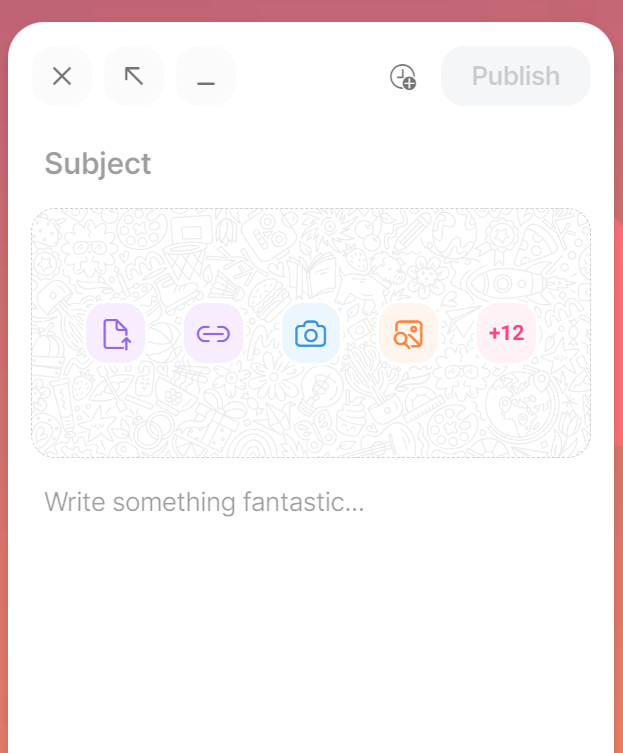 Publish
Subject
+12
Write something fantastic...